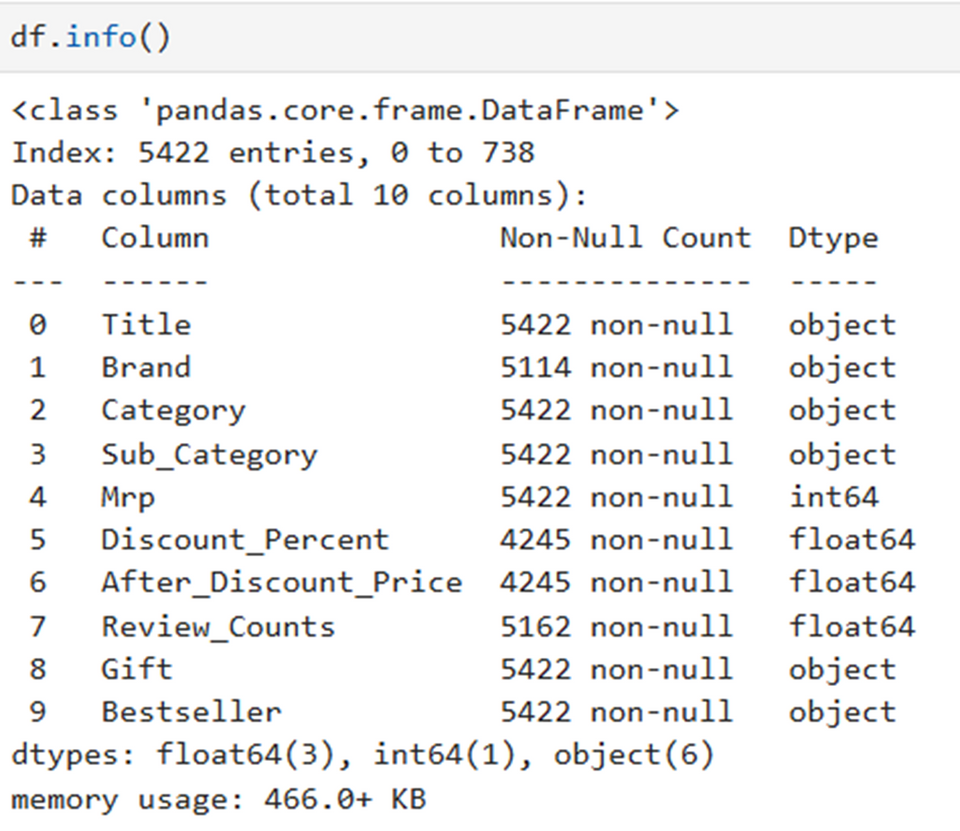 df.info()
<class 'pandas.core.frame.DataFrame'>
Index: 5422 entries, 0 to 738
Data columns (total 10 columns):
 #   Column                Non-Null Count  Dtype
---  ------                --------------  -----
 0   Title                 5422 non-null   object
 1   Brand                 5114 non-null   object
 2   Category              5422 non-null   object
 3   Sub_Category          5422 non-null   object
 4   Mrp                   5422 non-null   int64
 5   Discount_Percent      4245 non-null   float64
 6   After_Discount_Price  4245 non-null   float64
 7   Review_Counts         5162 non-null   float64
 8   Gift                  5422 non-null   object
 9   Bestseller            5422 non-null   object
dtypes: float64(3), int64(1), object(6)
memory usage: 466.0+ KB